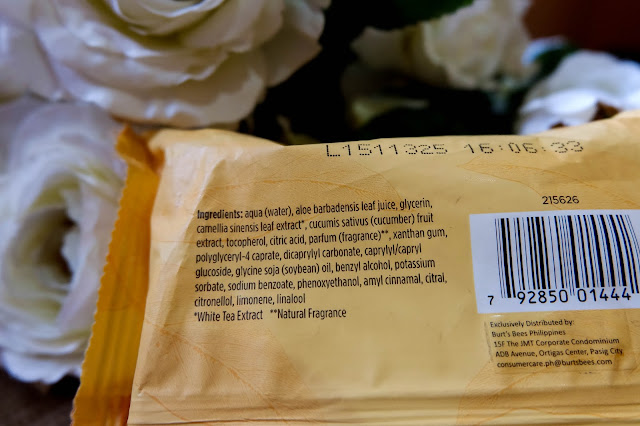 L1511325 16:06:33
Ingredients: aqua (water), aloe barbadensis leaf juice, glycerin,
camellia sinensis leaf extract*, cucumis sativus (cucumber) fruit
extract, tocopherol, citric acid, parfum (fragrance)**, xanthan gum,
polyglyceryl-4 caprate, dicaprylyl carbonate, caprylyl/capryl
glucoside, glycine soja (soybean) oil, benzyl alcohol, potassium
sorbate, sodium benzoate, phenoxyethanol, amyl cinnamal, citral,
citronellol, limonene, linalool
*White Tea Extract **Natural Fragrance
215626
7 92850 01444
Exclusively Distributed by:
Burt's Bees Philippines
15F The JMT Corporate Condominium
ADB Avenue, Ortigas Center, Pasig City
consumercare.ph@burtsbees.com